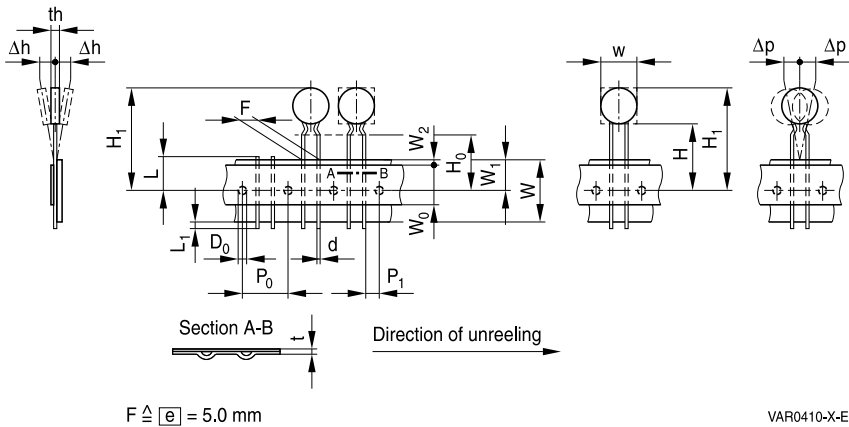 th
Δh Δh
w
Δp Δp
F
H₁
L
W₂
H₀
W₁
W
H
H₁
A B
L₁
D₀
W₀
d
P₀
P₁
Section A-B
t
Direction of unreeling
F ≙ e = 5.0 mm
VAR0410-X-E